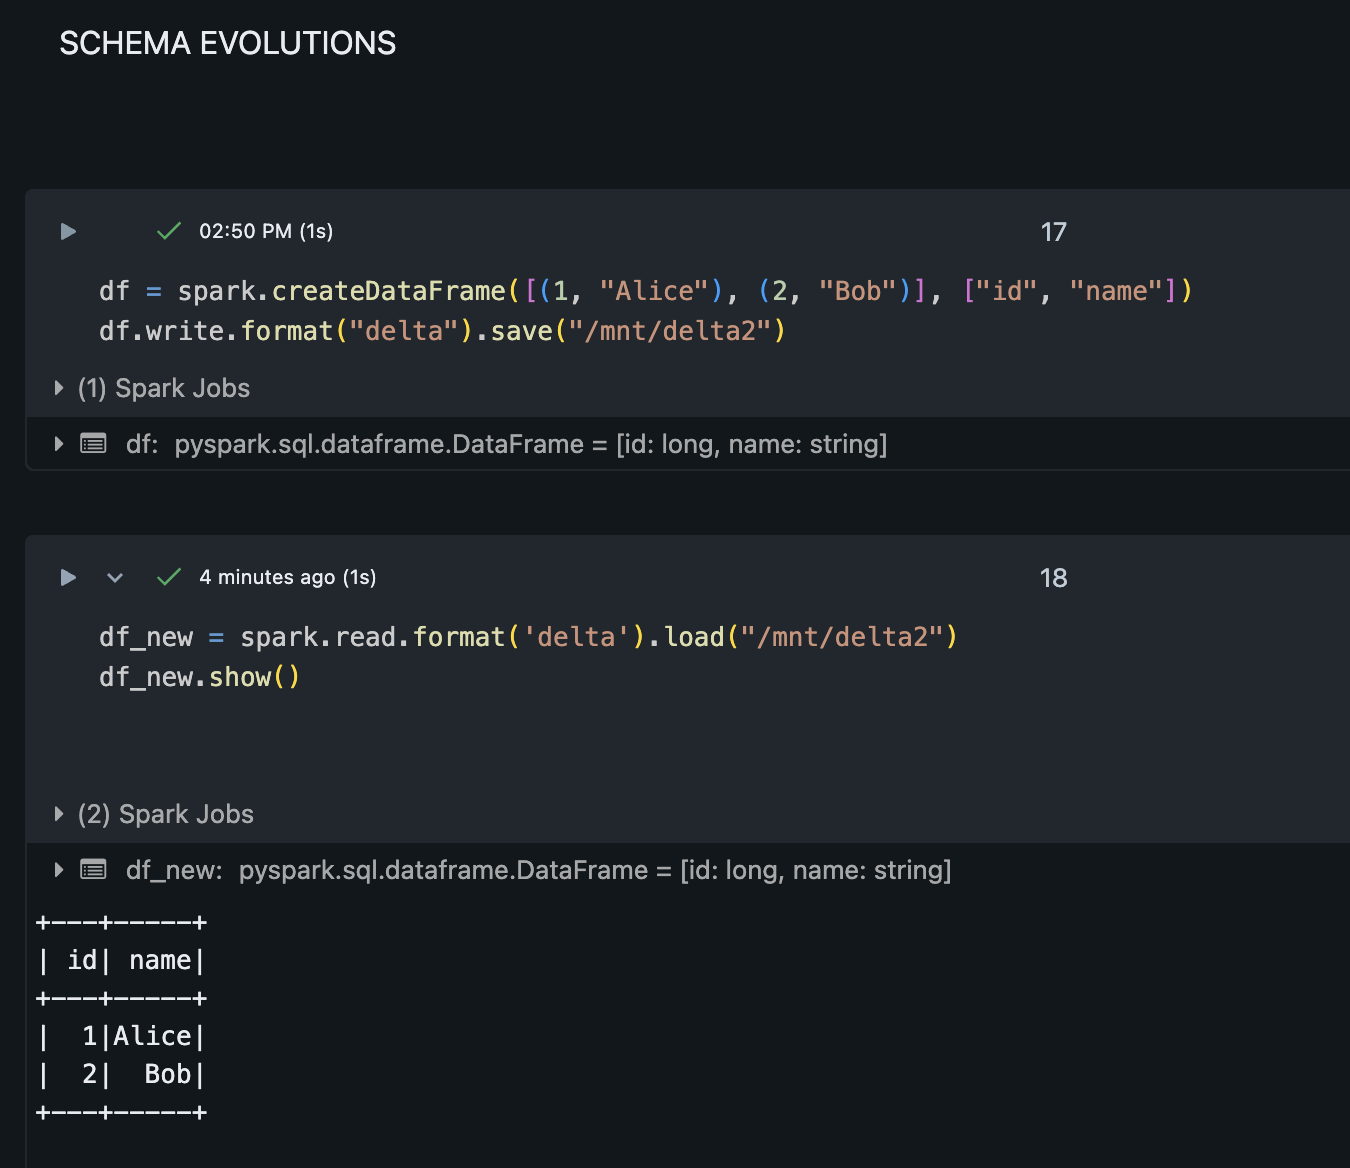 SCHEMA EVOLUTIONS
02:50 PM (1s)
17
df = spark.createDataFrame([(1, "Alice"), (2, "Bob")], ["id", "name"])
df.write.format("delta").save("/mnt/delta2")
(1) Spark Jobs
df: pyspark.sql.dataframe.DataFrame = [id: long, name: string]
4 minutes ago (1s)
18
df_new = spark.read.format('delta').load("/mnt/delta2")
df_new.show()
(2) Spark Jobs
df_new: pyspark.sql.dataframe.DataFrame = [id: long, name: string]
+---+-----+
| id| name|
+---+-----+
|  1|Alice|
|  2|  Bob|
+---+-----+